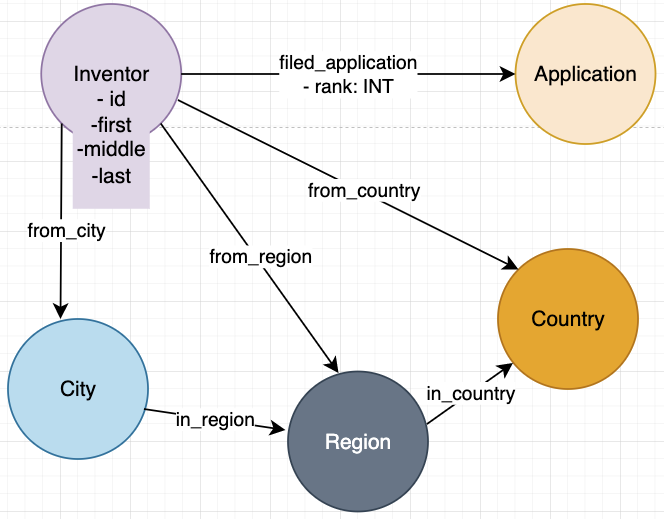 Inventor
- id
-first
-middle
-last
filed_application
- rank: INT
Application
from_country
from_city
from_region
Country
City
in_region
in_country
Region